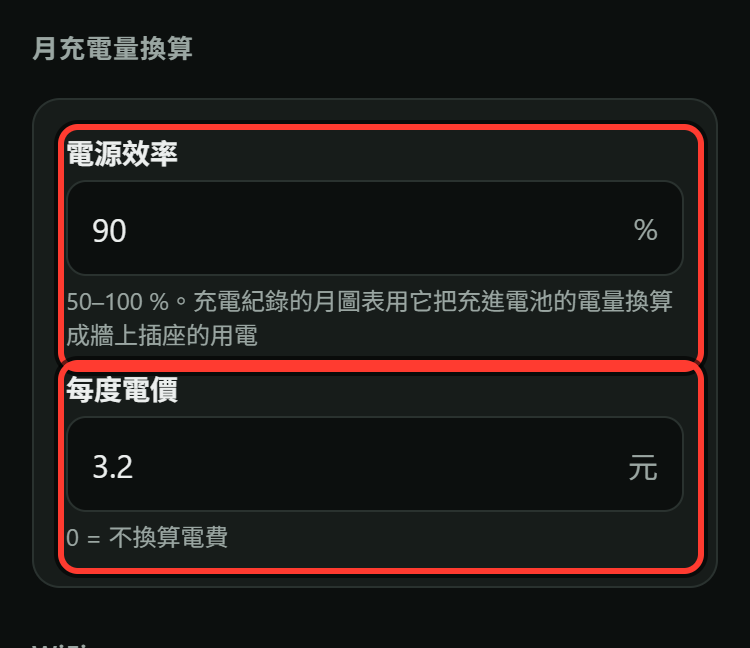 月充電量換算
電源效率
90 %
50–100 %。充電紀錄的月圖表用它把充進電池的電量換算
成牆上插座的用電
每度電價
3.2 元
0 = 不換算電費